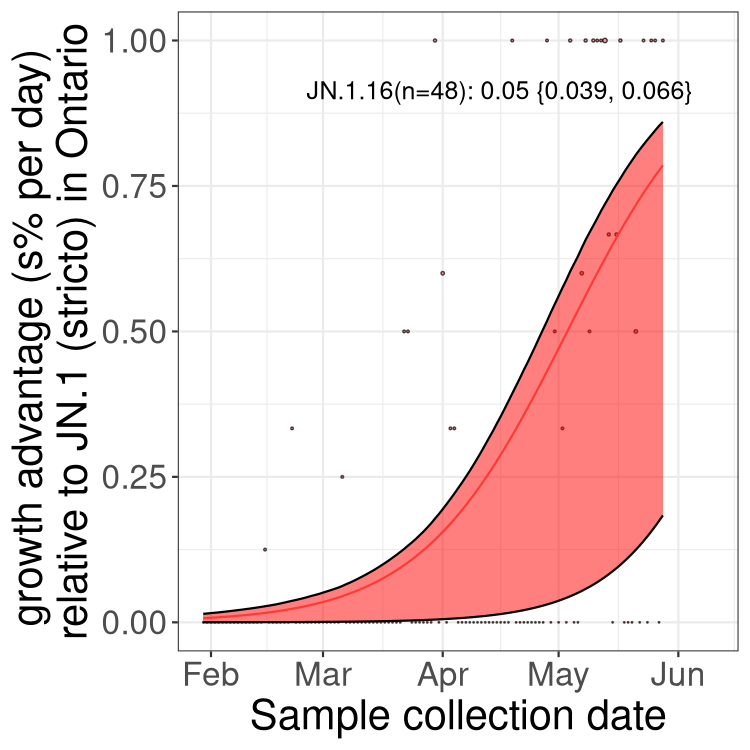 growth advantage (s% per day)
relative to JN.1 (stricto) in Ontario
1.00
0.75
0.50
0.25
0.00
JN.1.16(n=48): 0.05 {0.039, 0.066}
Feb Mar Apr May Jun
Sample collection date